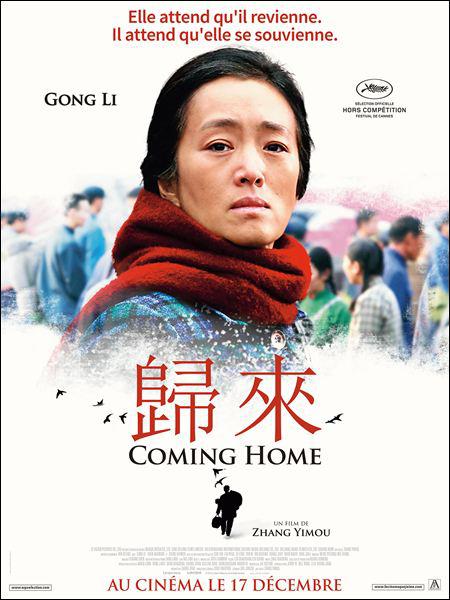 Elle attend qu'il revienne.
Il attend qu'elle se souvienne.
GONG LI
SÉLECTION OFFICIELLE
HORS COMPÉTITION
FESTIVAL DE CANNES
歸來
COMING HOME
UN FILM DE
ZHANG YIMOU
AU CINÉMA LE 17 DÉCEMBRE